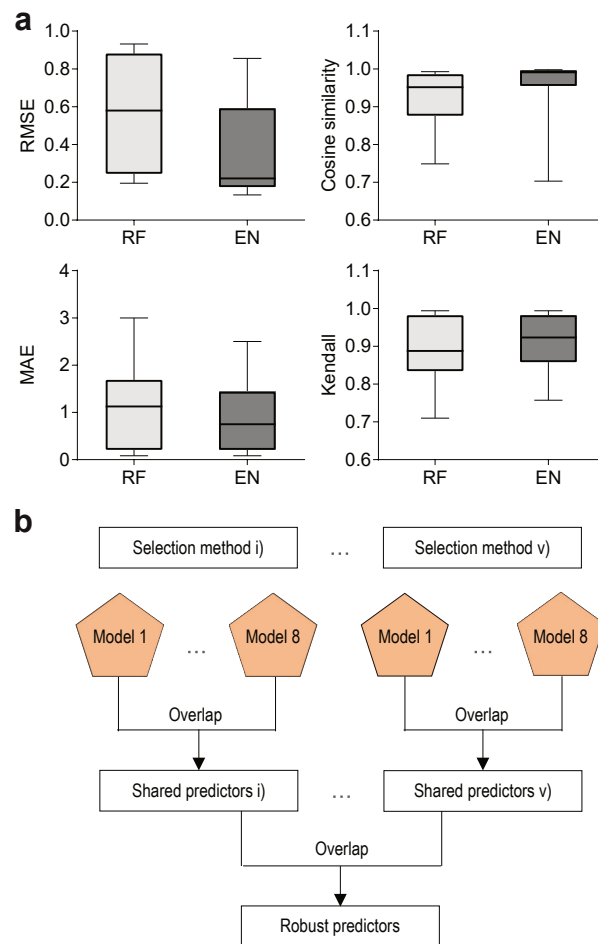 a
RMSE
1.0
0.8
0.6
0.4
0.2
0.0
RF EN
Cosine similarity
1.1
1.0
0.9
0.8
0.7
0.6
RF EN
MAE
4
3
2
1
0
RF EN
Kendall
1.1
1.0
0.9
0.8
0.7
0.6
RF EN
b
Selection method i) ... Selection method v)
Model 1 ... Model 8 Model 1 ... Model 8
Overlap Overlap
Shared predictors i) ... Shared predictors v)
Overlap
Robust predictors